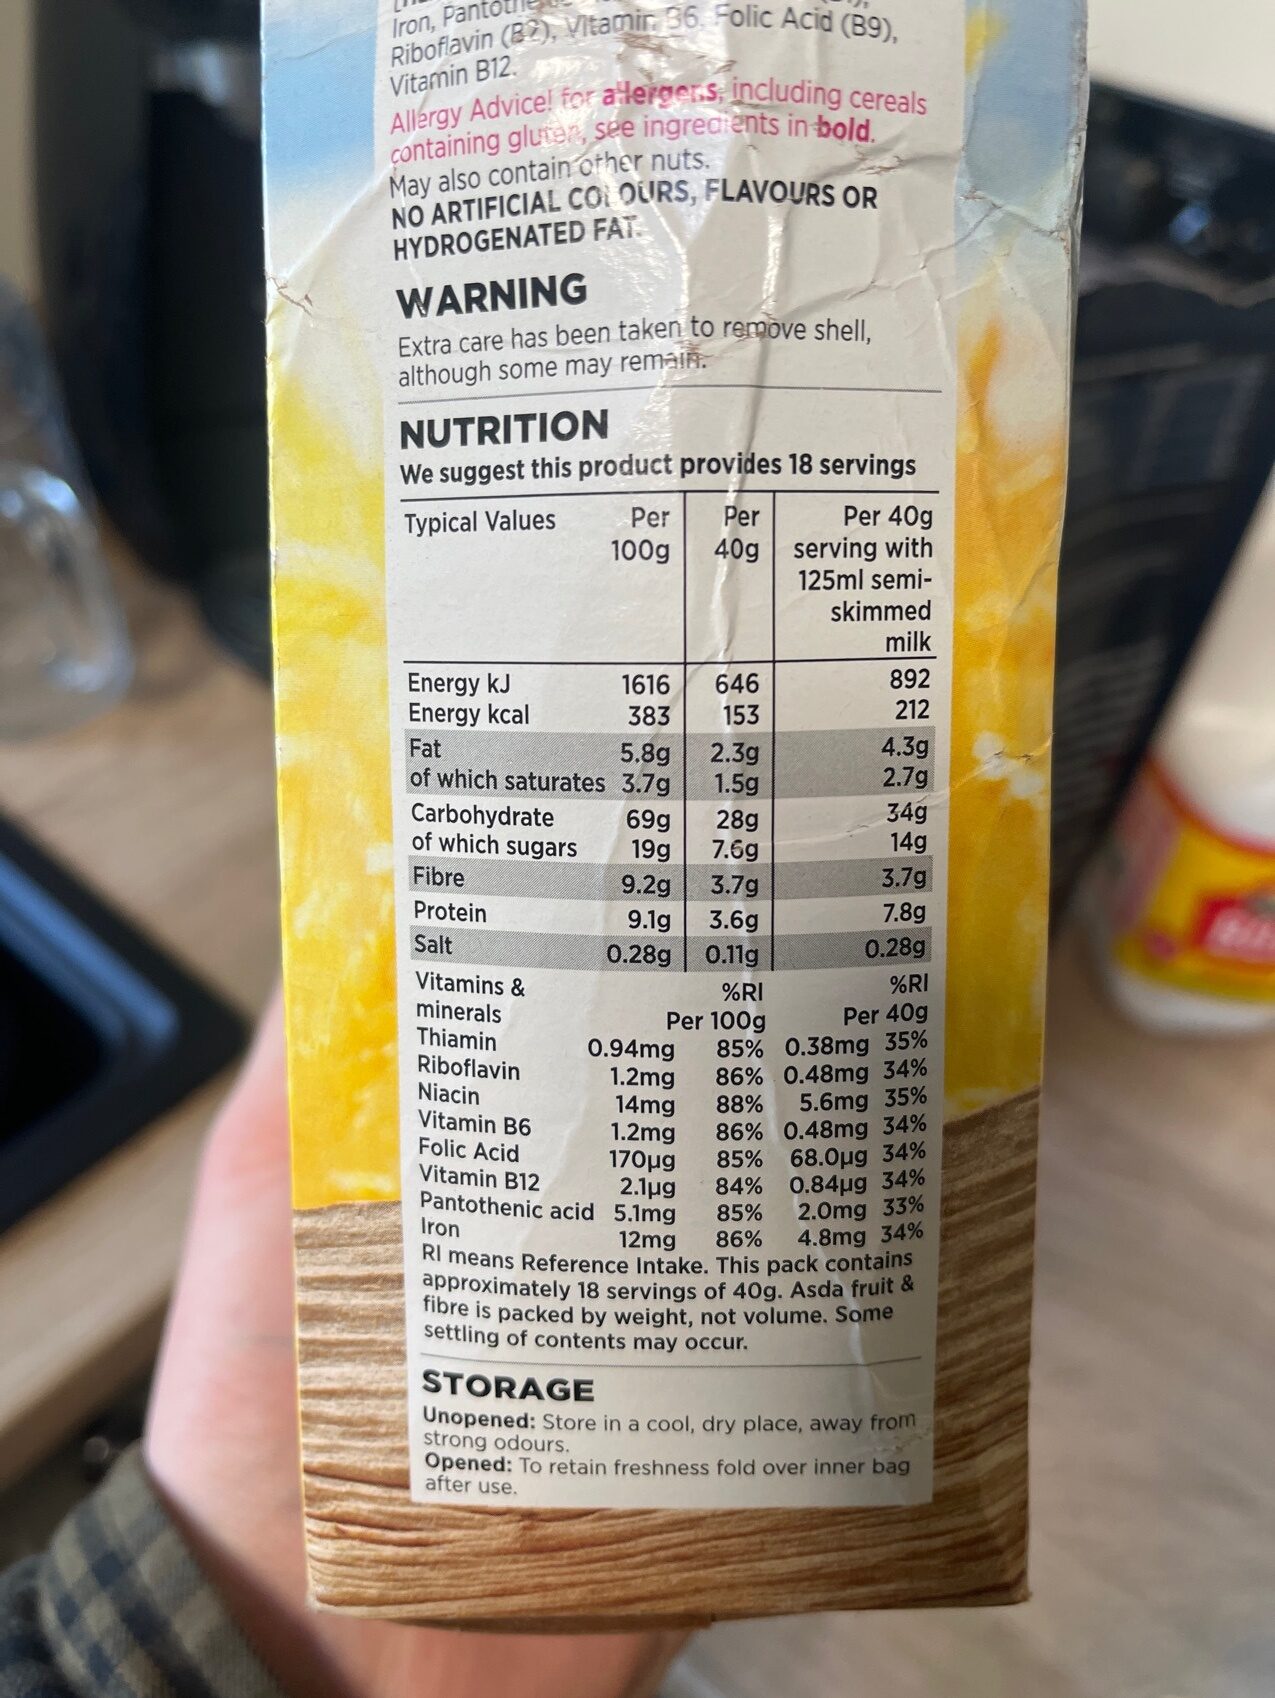 Iron,
Riboflavin (B2), Vitamin B6, Folic Acid (B9),
Vitamin B12.
Allergy Advice! for allergens, including cereals
containing gluten, see ingredients in bold.
May also contain other nuts.
NO ARTIFICIAL COLOURS, FLAVOURS OR
HYDROGENATED FAT.
WARNING
Extra care has been taken to remove shell,
although some may remain.
NUTRITION
We suggest this product provides 18 servings
Typical Values Per 100g Per 40g Per 40g serving with 125ml semi-skimmed milk
Energy kJ 1616 646 892
Energy kcal 383 153 212
Fat 5.8g 2.3g 4.3g
of which saturates 3.7g 1.5g 2.7g
Carbohydrate 69g 28g 34g
of which sugars 19g 7.6g 14g
Fibre 9.2g 3.7g 3.7g
Protein 9.1g 3.6g 7.8g
Salt 0.28g 0.11g 0.28g
Vitamins & %RI %RI
minerals Per 100g Per 40g
Thiamin 0.94mg 85% 0.38mg 35%
Riboflavin 1.2mg 86% 0.48mg 34%
Niacin 14mg 88% 5.6mg 35%
Vitamin B6 1.2mg 86% 0.48mg 34%
Folic Acid 170µg 85% 68.0µg 34%
Vitamin B12 2.1µg 84% 0.84µg 34%
Pantothenic acid 5.1mg 85% 2.0mg 33%
Iron 12mg 86% 4.8mg 34%
RI means Reference Intake. This pack contains
approximately 18 servings of 40g. Asda fruit &
fibre is packed by weight, not volume. Some
settling of contents may occur.
STORAGE
Unopened: Store in a cool, dry place, away from
strong odours.
Opened: To retain freshness fold over inner bag
after use.